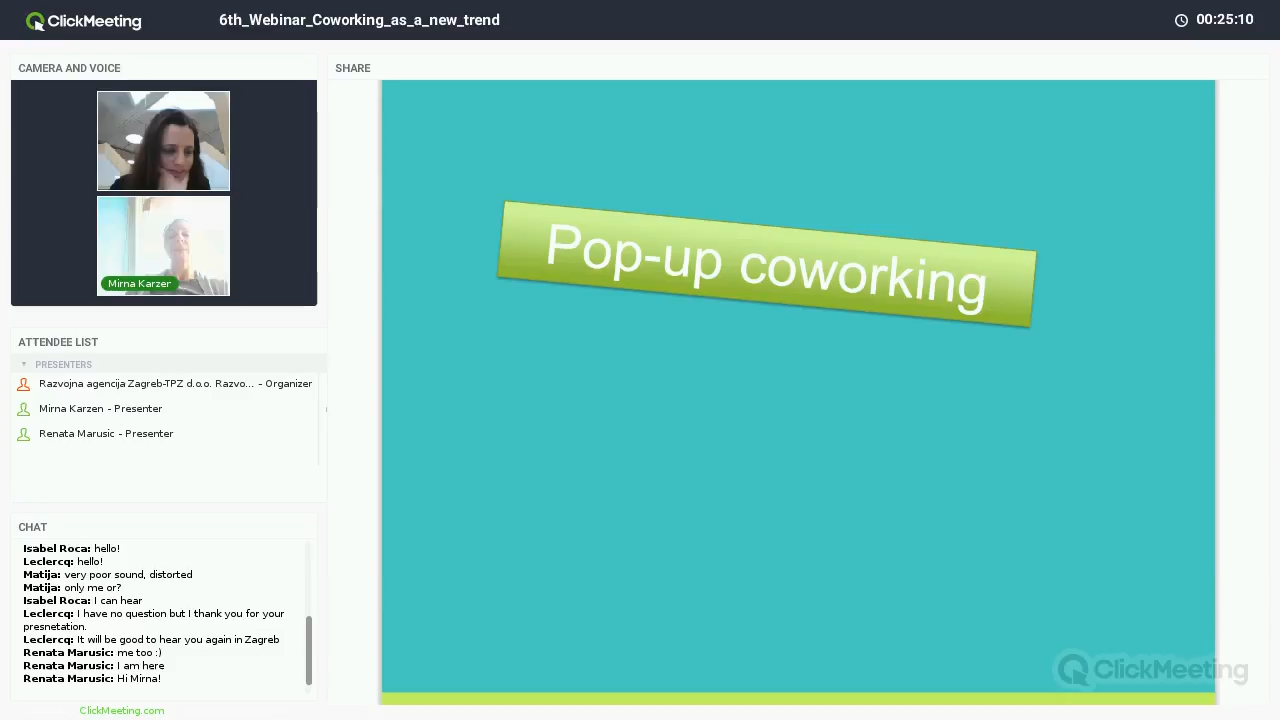 ClickMeeting
6th_Webinar_Coworking_as_a_new_trend
00:25:10
CAMERA AND VOICE
Mirna Karzer
ATTENDEE LIST
PRESENTERS
Razvojna agencija Zagreb-TPZ d.o.o. Razvo... - Organizer
Mirna Karzen - Presenter
Renata Marusic - Presenter
CHAT
Isabel Roca: hello!
Leclercq: hello!
Matija: very poor sound, distorted
Matija: only me or?
Isabel Roca: I can hear
Leclercq: I have no question but I thank you for your
presnetation.
Leclercq: It will be good to hear you again in Zagreb
Renata Marusic: me too :)
Renata Marusic: I am here
Renata Marusic: Hi Mirna!
ClickMeeting.com
SHARE
Pop-up coworking
ClickMeeting